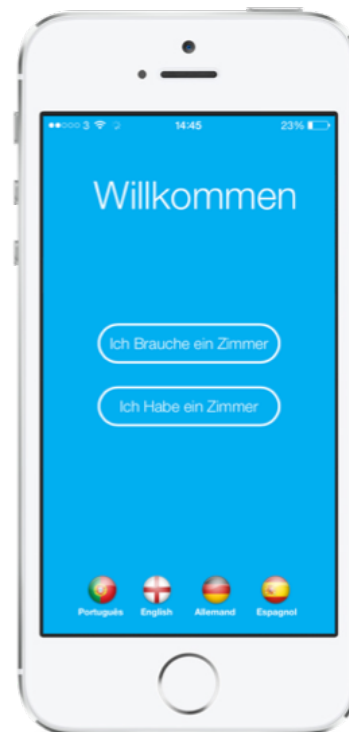 3 14:45 23%
Willkommen
Ich Brauche ein Zimmer
Ich Habe ein Zimmer
Português English Allemand Espagnol